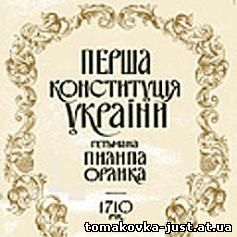 ПЕРША
КОНСТИТУЦІЯ
УКРАЇНИ
ГЕТЬМАНА
ПИЛИПА
ОРЛИКА
1710
tomakovka-just.at.ua